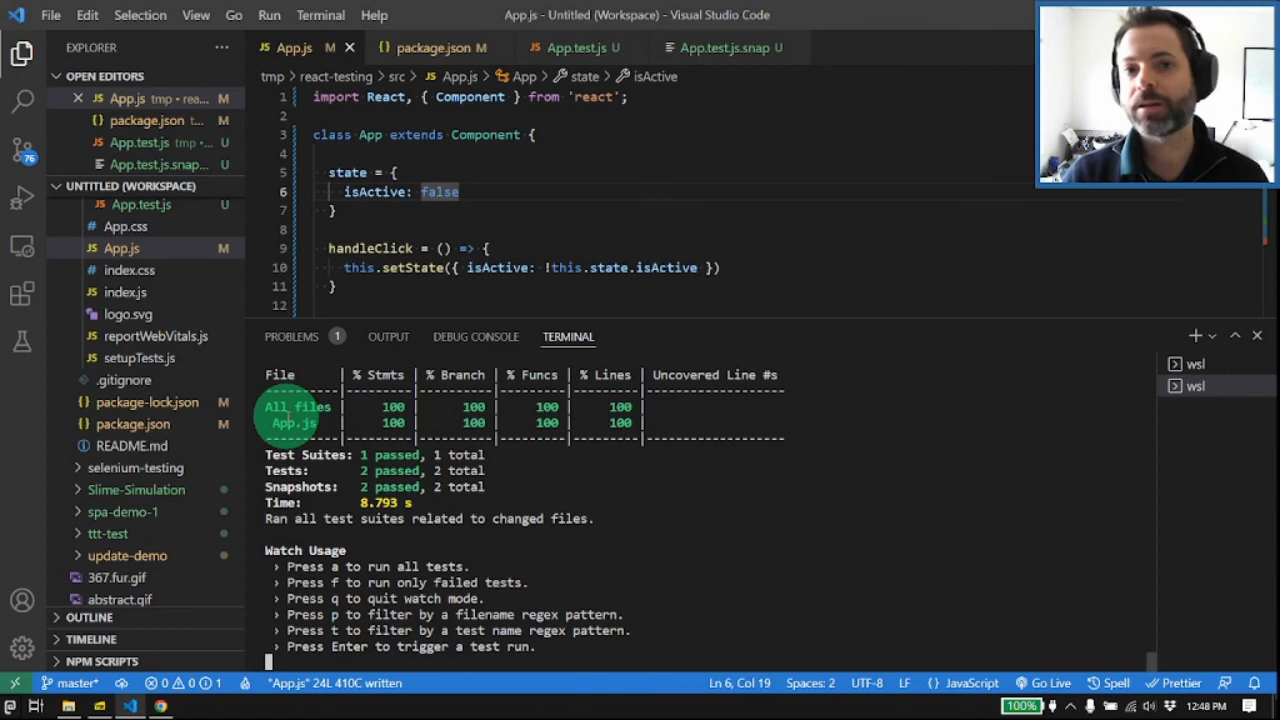 File Edit Selection View Go Run Terminal Help App.js - Untitled (Workspace) - Visual Studio Code
EXPLORER ...
OPEN EDITORS
App.js tmp • rea... M
package.json t... M
App.test.js tmp • ... U
App.test.js.snap... U
UNTITLED (WORKSPACE)
App.test.js U
App.css
App.js M
index.css
index.js
logo.svg
reportWebVitals.js
setupTests.js
.gitignore
package-lock.json M
package.json M
README.md
selenium-testing
Slime-Simulation
spa-demo-1
ttt-test
update-demo
367.fur.gif
abstract.gif
OUTLINE
TIMELINE
NPM SCRIPTS
76
App.js M package.json M App.test.js U App.test.js.snap U
tmp > react-testing > src > App.js > App > state > isActive
1 import React, { Component } from 'react';
2
3 class App extends Component {
4
5 state = {
6 isActive: false
7 }
8
9 handleClick = () => {
10 this.setState({ isActive: !this.state.isActive })
11 }
12
PROBLEMS 1 OUTPUT DEBUG CONSOLE TERMINAL
File | % Stmts | % Branch | % Funcs | % Lines | Uncovered Line #s
All files | 100 | 100 | 100 | 100 |
App.js | 100 | 100 | 100 | 100 |
Test Suites: 1 passed, 1 total
Tests: 2 passed, 2 total
Snapshots: 2 passed, 2 total
Time: 8.793 s
Ran all test suites related to changed files.
Watch Usage
› Press a to run all tests.
› Press f to run only failed tests.
› Press q to quit watch mode.
› Press p to filter by a filename regex pattern.
› Press t to filter by a test name regex pattern.
› Press Enter to trigger a test run.
wsl
wsl
master* 0 0 1 "App.js" 24L 410C written Ln 6, Col 19 Spaces: 2 UTF-8 LF { } JavaScript Go Live Spell Prettier
100% 12:48 PM